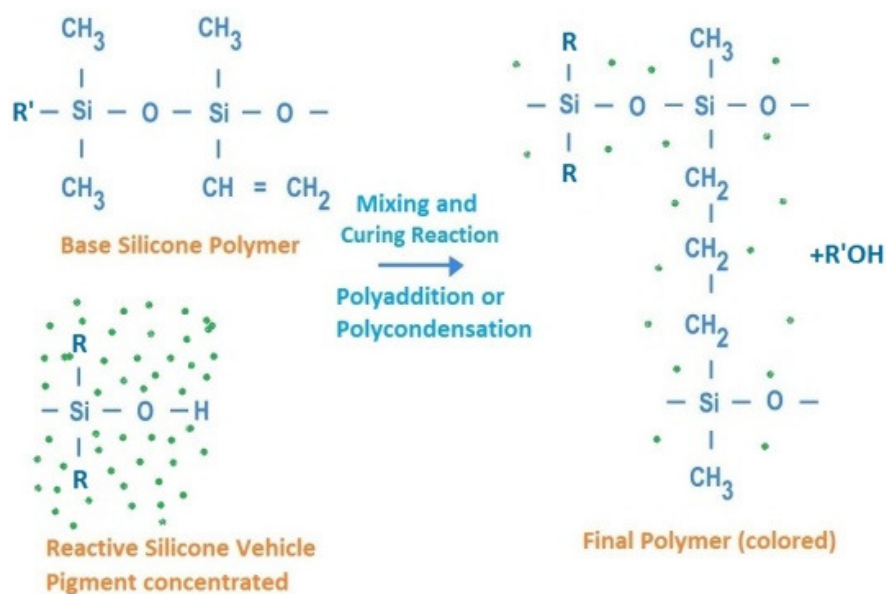 CH3 CH3
R' — Si — O — Si — O —
CH3 CH = CH2
Base Silicone Polymer
R
— Si — O — H
R
Reactive Silicone Vehicle
Pigment concentrated
Mixing and
Curing Reaction
Polyaddition or
Polycondensation
R CH3
— Si — O — Si — O —
R CH2
CH2
CH2
— Si — O —
CH3
+R'OH
Final Polymer (colored)